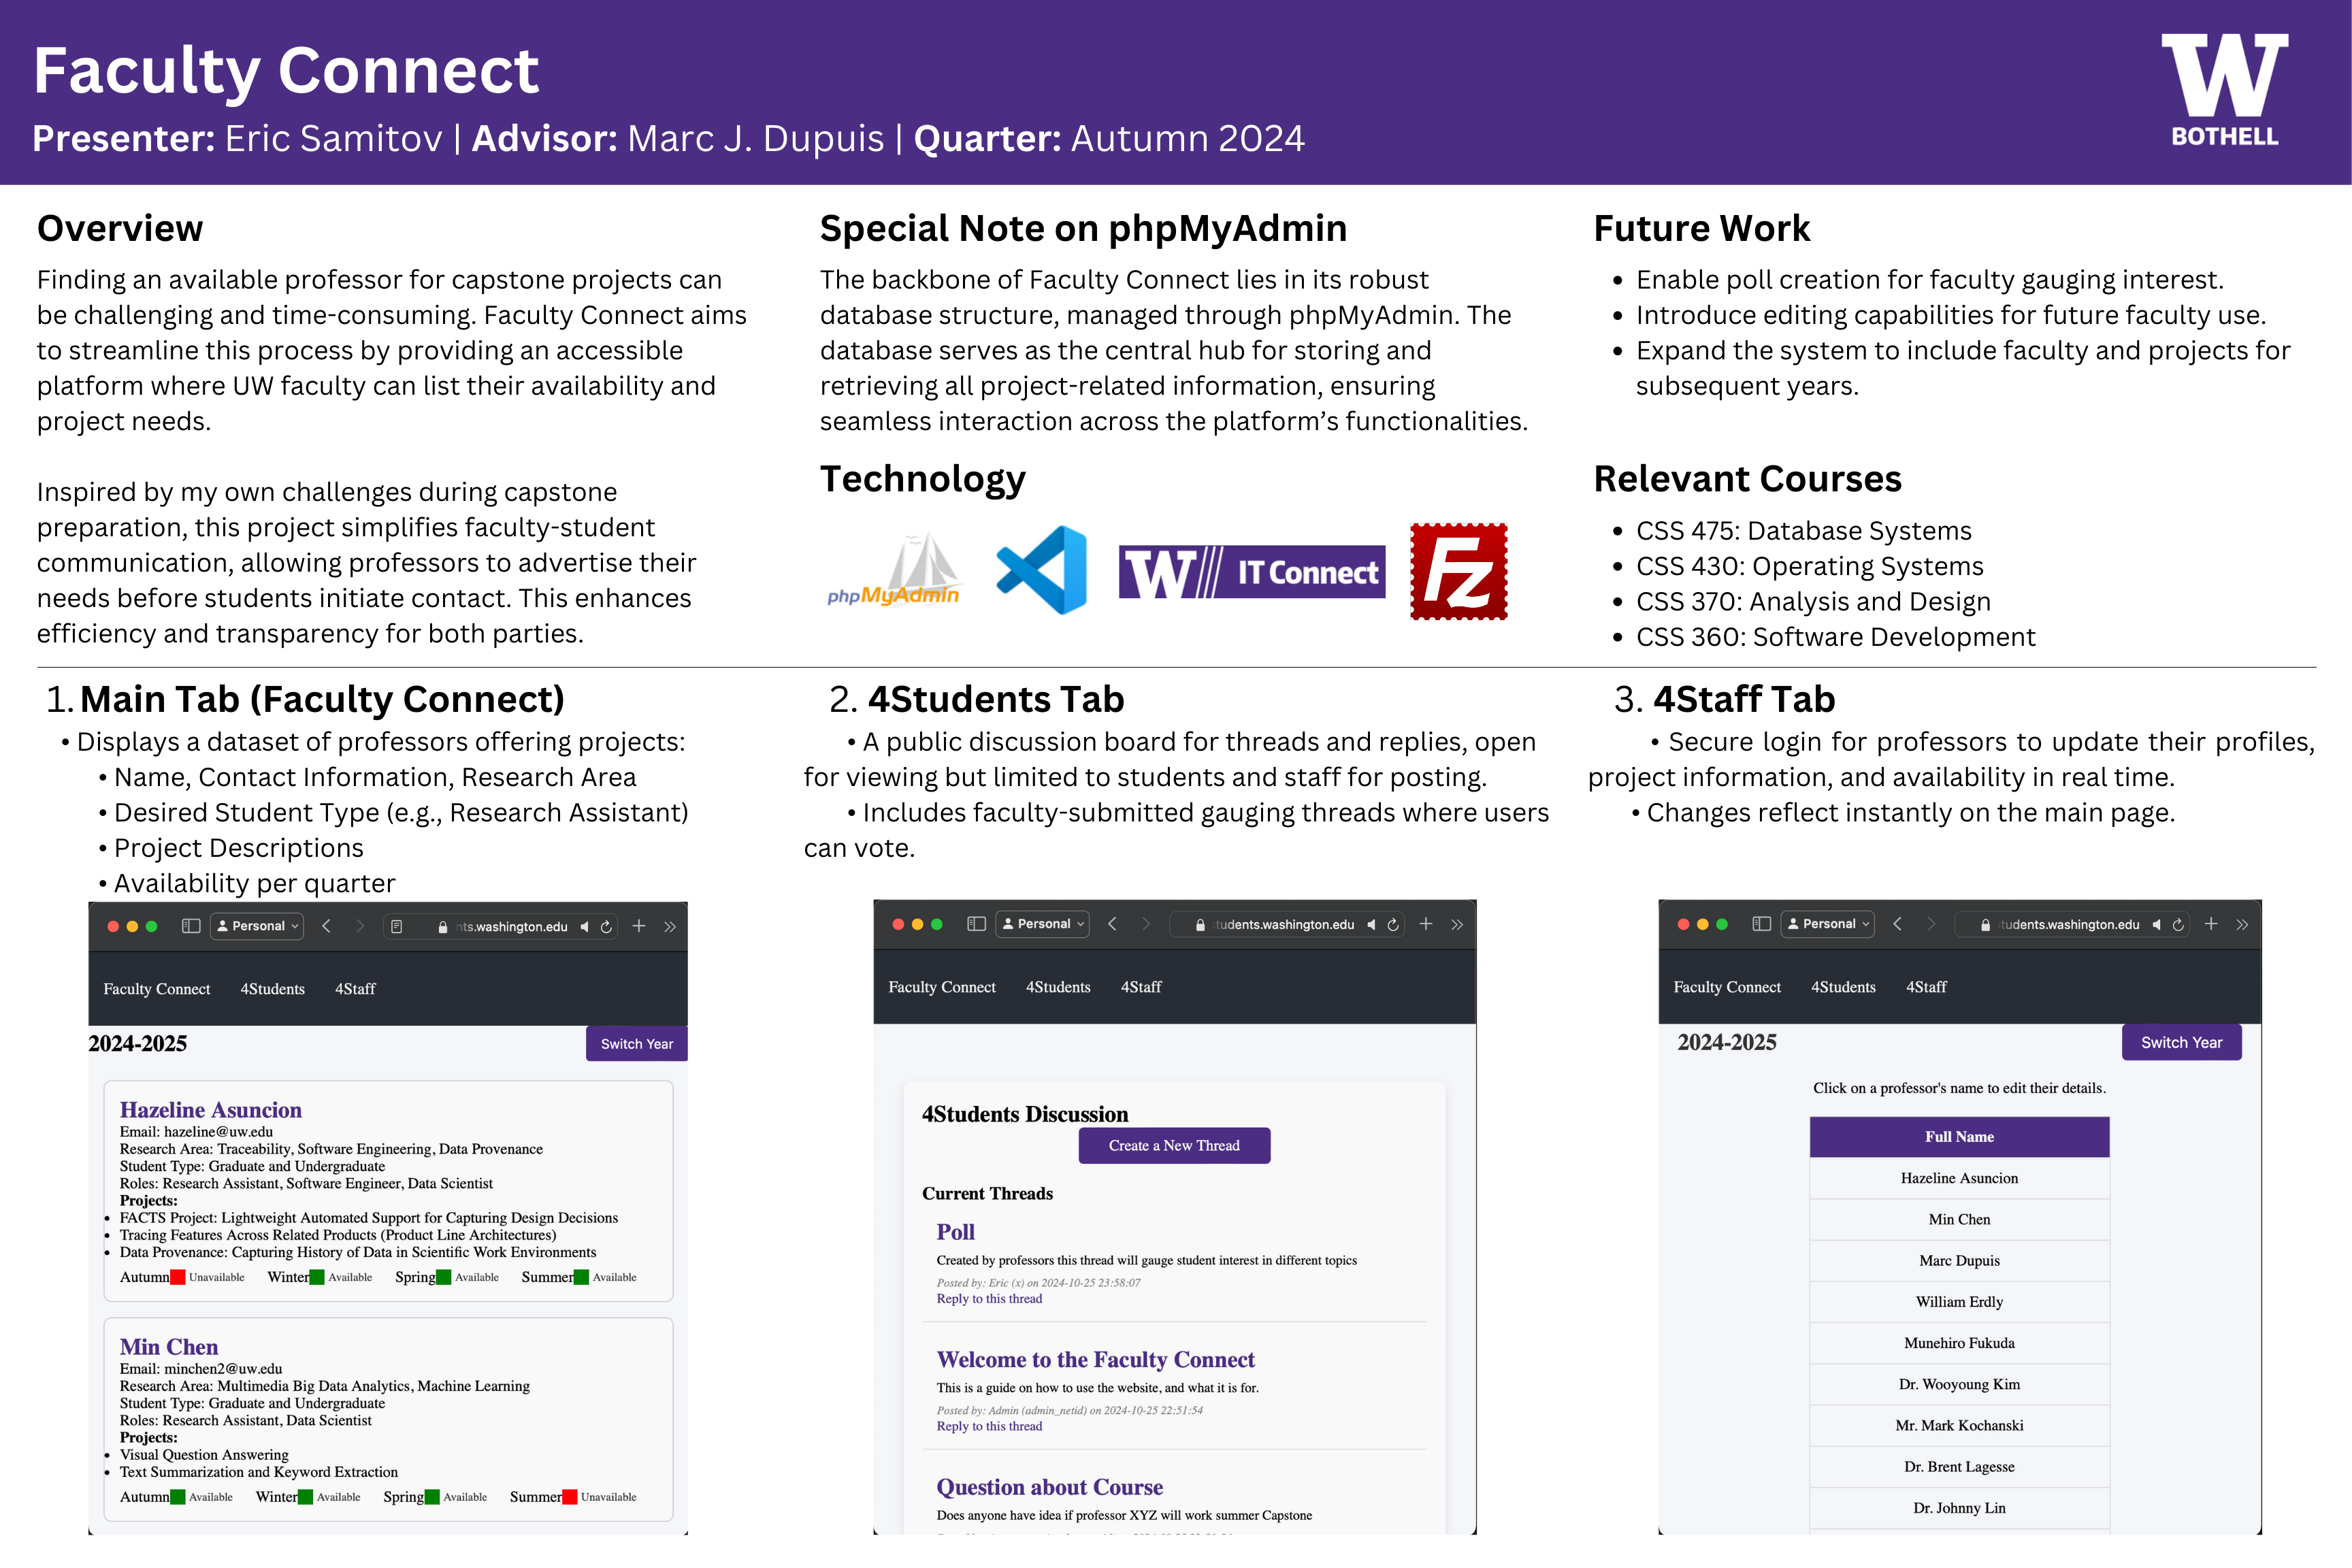 Faculty Connect
Presenter: Eric Samitov | Advisor: Marc J. Dupuis | Quarter: Autumn 2024
W
BOTHELL
Overview
Finding an available professor for capstone projects can
be challenging and time-consuming. Faculty Connect aims
to streamline this process by providing an accessible
platform where UW faculty can list their availability and
project needs.
Inspired by my own challenges during capstone
preparation, this project simplifies faculty-student
communication, allowing professors to advertise their
needs before students initiate contact. This enhances
efficiency and transparency for both parties.
Special Note on phpMyAdmin
The backbone of Faculty Connect lies in its robust
database structure, managed through phpMyAdmin. The
database serves as the central hub for storing and
retrieving all project-related information, ensuring
seamless interaction across the platform’s functionalities.
Technology
phpMyAdmin
W IT Connect
Fz
Future Work
• Enable poll creation for faculty gauging interest.
• Introduce editing capabilities for future faculty use.
• Expand the system to include faculty and projects for
subsequent years.
Relevant Courses
• CSS 475: Database Systems
• CSS 430: Operating Systems
• CSS 370: Analysis and Design
• CSS 360: Software Development
1. Main Tab (Faculty Connect)
• Displays a dataset of professors offering projects:
• Name, Contact Information, Research Area
• Desired Student Type (e.g., Research Assistant)
• Project Descriptions
• Availability per quarter
Personal
nts.washington.edu
Faculty Connect 4Students 4Staff
2024-2025
Switch Year
Hazeline Asuncion
Email: hazeline@uw.edu
Research Area: Traceability, Software Engineering, Data Provenance
Student Type: Graduate and Undergraduate
Roles: Research Assistant, Software Engineer, Data Scientist
Projects:
• FACTS Project: Lightweight Automated Support for Capturing Design Decisions
• Tracing Features Across Related Products (Product Line Architectures)
• Data Provenance: Capturing History of Data in Scientific Work Environments
Autumn Unavailable Winter Available Spring Available Summer Available
Min Chen
Email: minchen2@uw.edu
Research Area: Multimedia Big Data Analytics, Machine Learning
Student Type: Graduate and Undergraduate
Roles: Research Assistant, Data Scientist
Projects:
• Visual Question Answering
• Text Summarization and Keyword Extraction
Autumn Available Winter Available Spring Available Summer Unavailable
2. 4Students Tab
• A public discussion board for threads and replies, open
for viewing but limited to students and staff for posting.
• Includes faculty-submitted gauging threads where users
can vote.
Personal
tudents.washington.edu
Faculty Connect 4Students 4Staff
4Students Discussion
Create a New Thread
Current Threads
Poll
Created by professors this thread will gauge student interest in different topics
Posted by: Eric (x) on 2024-10-25 23:58:07
Reply to this thread
Welcome to the Faculty Connect
This is a guide on how to use the website, and what it is for.
Posted by: Admin (admin_netid) on 2024-10-25 22:51:54
Reply to this thread
Question about Course
Does anyone have idea if professor XYZ will work summer Capstone
3. 4Staff Tab
• Secure login for professors to update their profiles,
project information, and availability in real time.
• Changes reflect instantly on the main page.
Personal
tudents.washington.edu
Faculty Connect 4Students 4Staff
2024-2025
Switch Year
Click on a professor's name to edit their details.
Full Name
Hazeline Asuncion
Min Chen
Marc Dupuis
William Erdly
Munehiro Fukuda
Dr. Wooyoung Kim
Mr. Mark Kochanski
Dr. Brent Lagesse
Dr. Johnny Lin